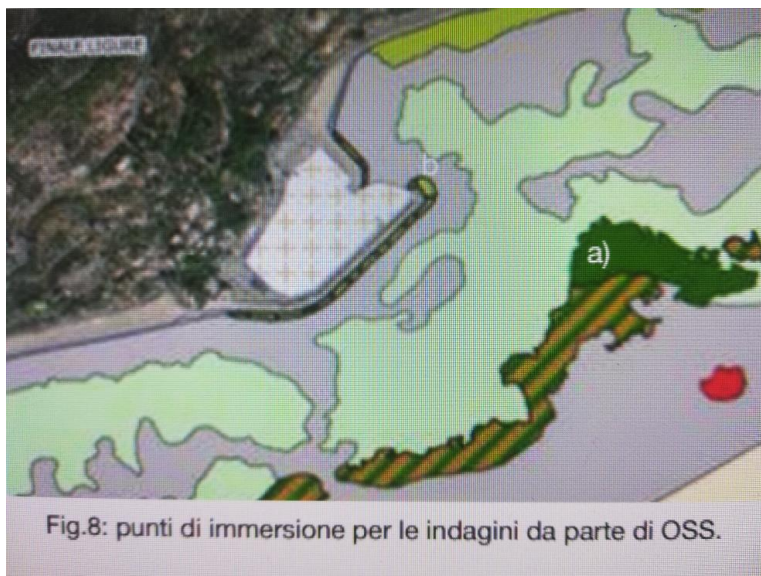 FINALE LIGURE
b
a)
Fig.8: punti di immersione per le indagini da parte di OSS.